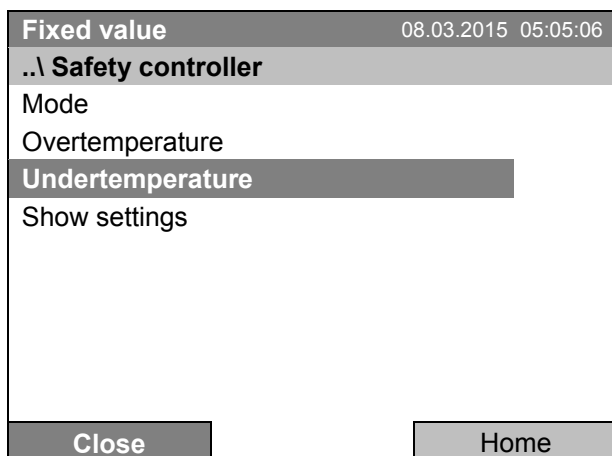 Fixed value 08.03.2015 05:05:06
..\ Safety controller
Mode
Overtemperature
Undertemperature
Show settings
Close Home